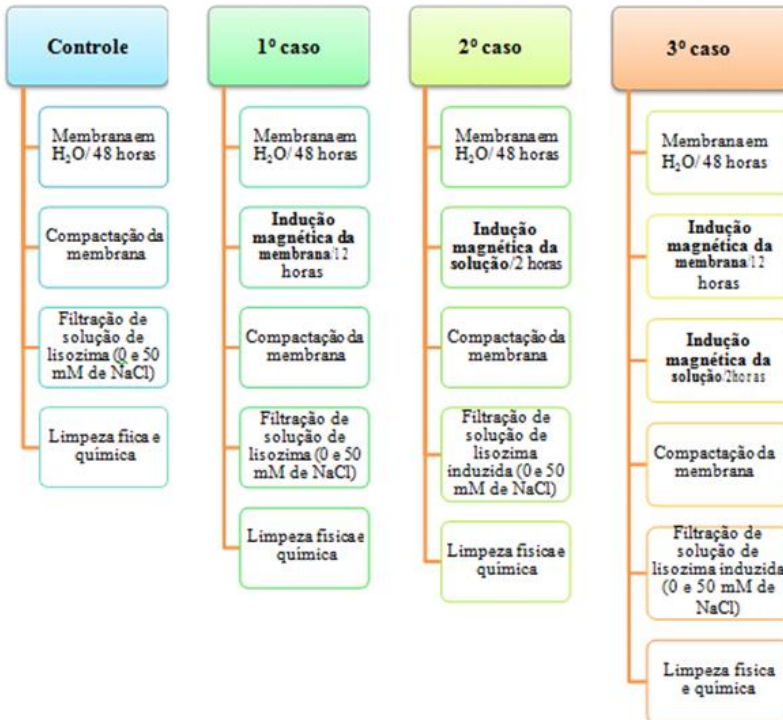 Controle
Membrana em
H₂O/ 48 horas
Compactação da
membrana
Filtração de
solução de
lisozima (0 e 50
mM de NaCl)
Limpeza fiica e
química
1º caso
Membrana em
H₂O/ 48 horas
Indução
magnética da
membrana/12
horas
Compactação da
membrana
Filtração de
solução de
lisozima (0 e 50
mM de NaCl)
Limpeza fisica e
química
2º caso
Membrana em
H₂O/ 48 horas
Indução
magnética da
solução/2 horas
Compactação da
membrana
Filtração de
solução de
lisozima
induzida (0 e 50
mM de NaCl)
Limpeza fisica e
química
3º caso
Membrana em
H₂O/ 48 horas
Indução
magnética da
membrana/12
horas
Indução
magnética da
solução/2horas
Compactação da
membrana
Filtração de
solução de
lisozima induzida
(0 e 50 mM de
NaCl)
Limpeza fisica
e química